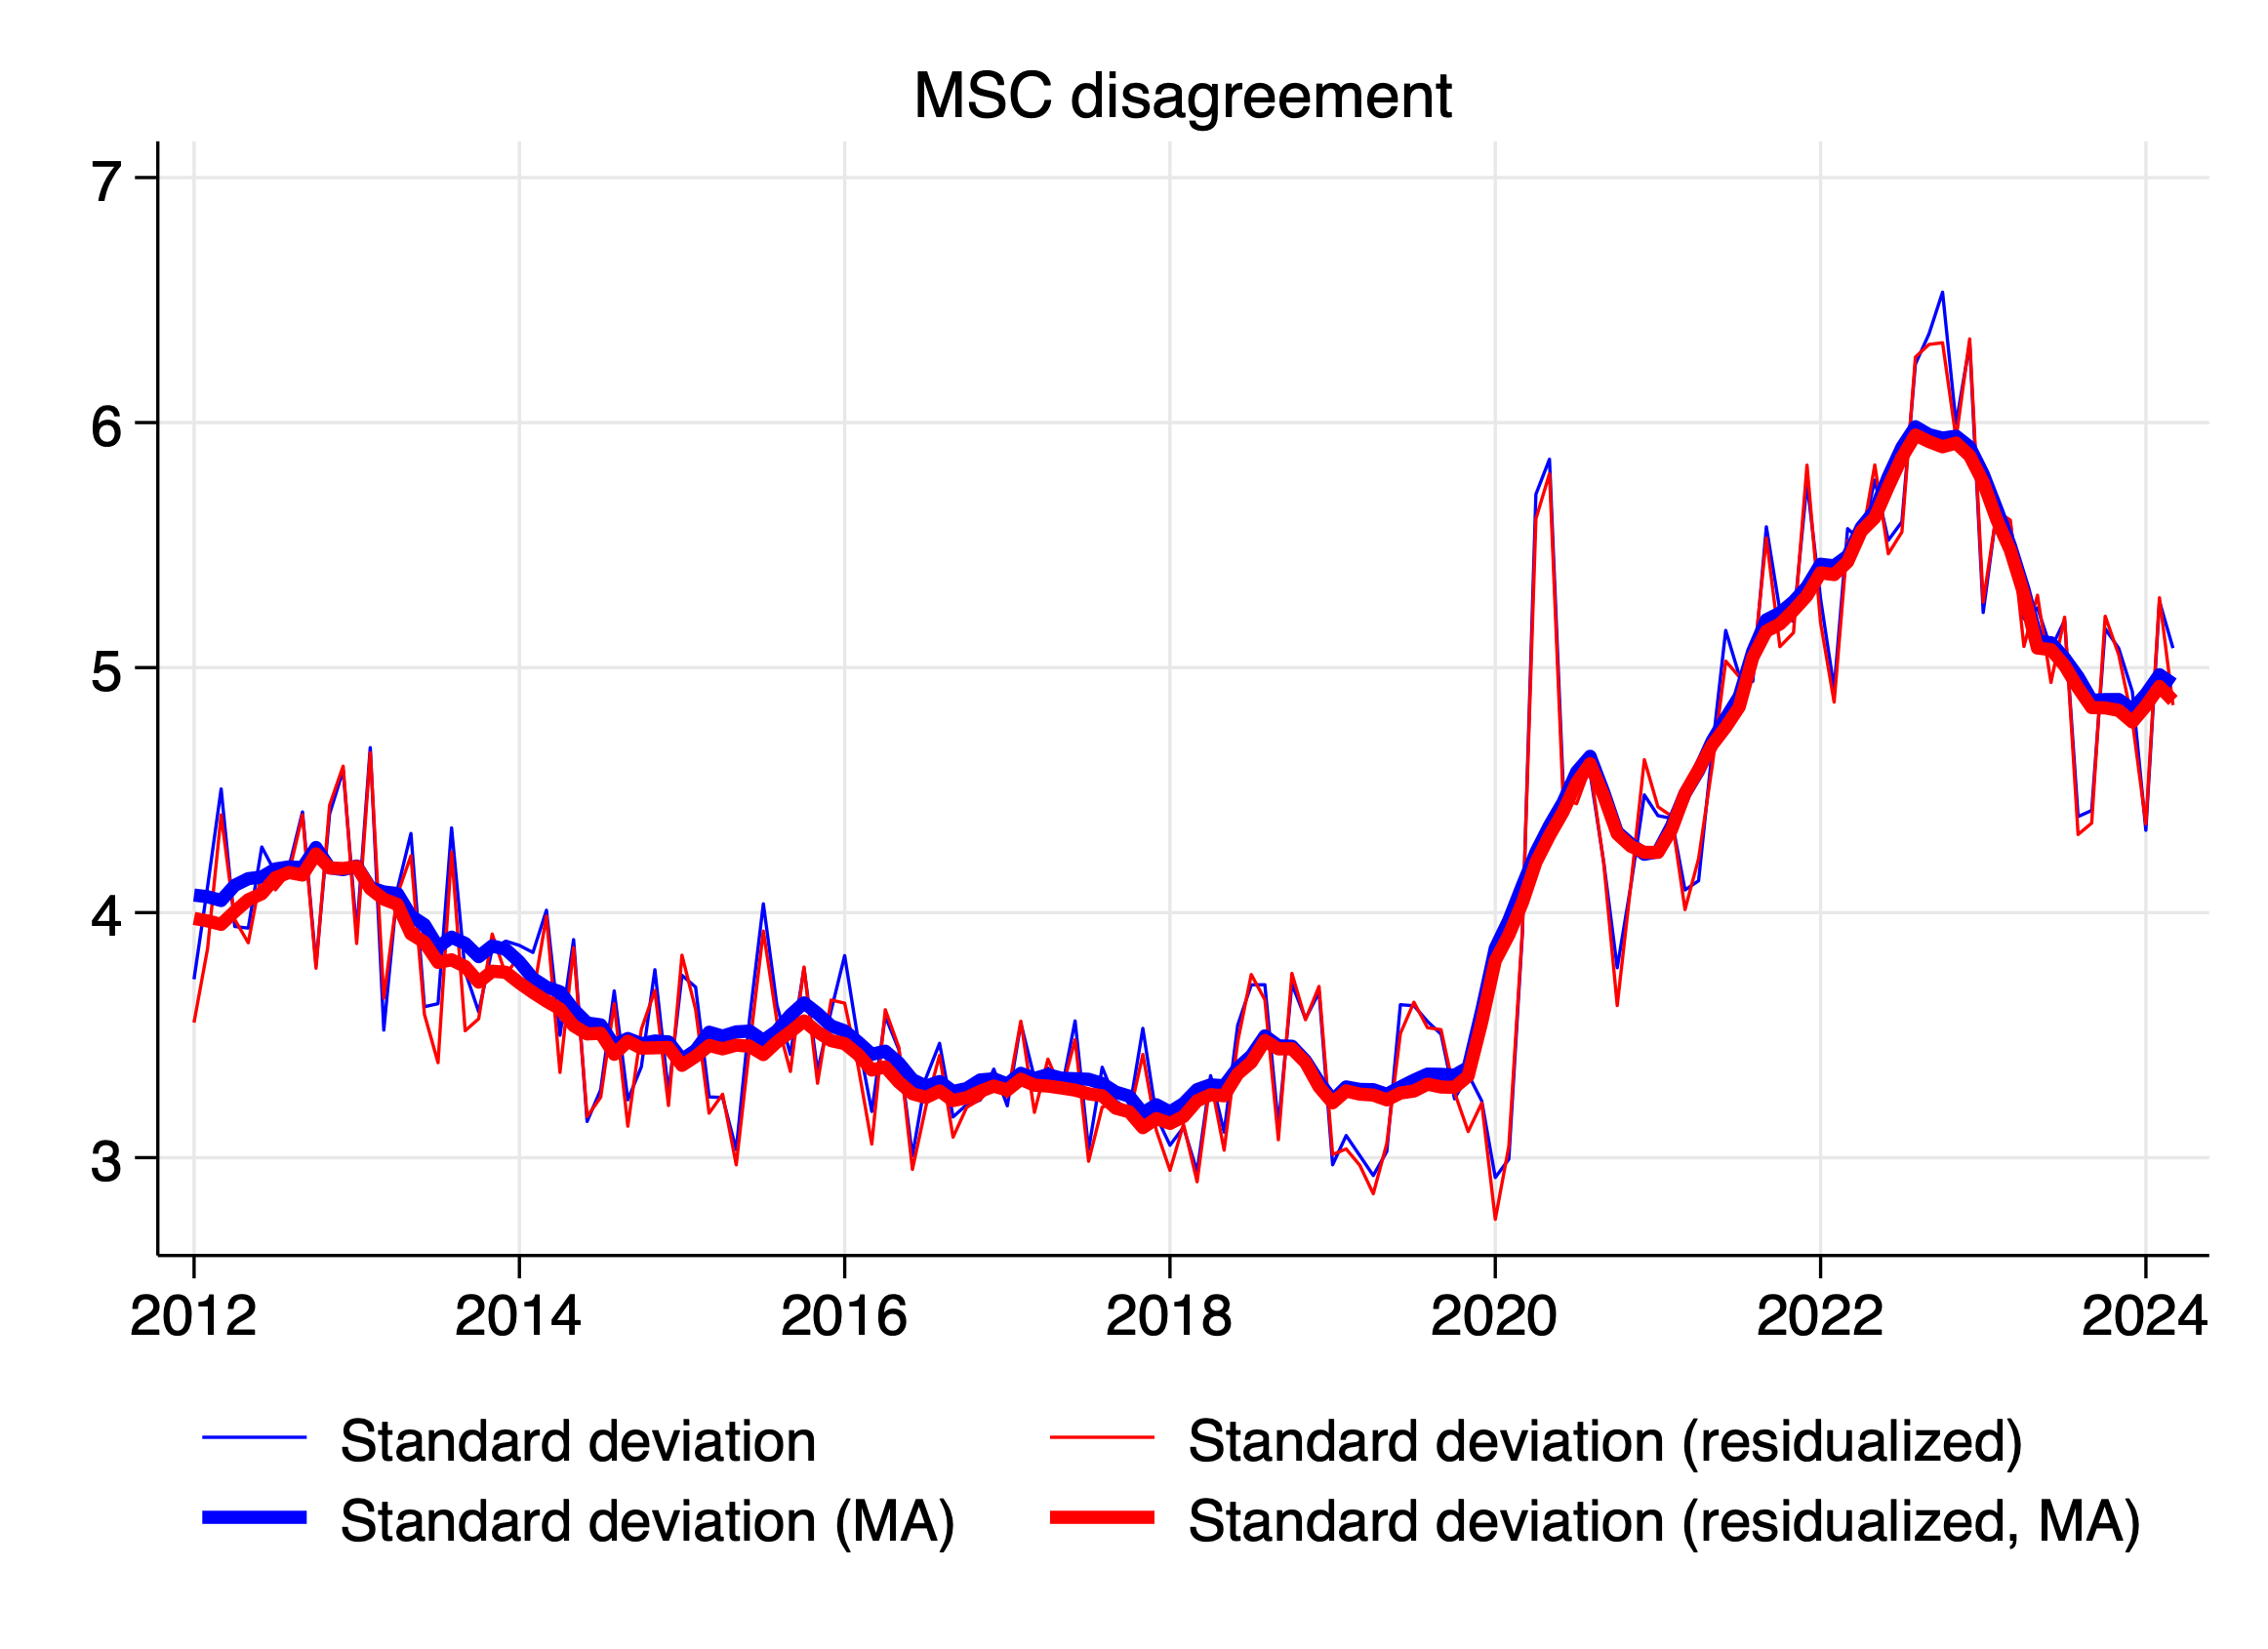 MSC disagreement
7
6
5
4
3
2012 2014 2016 2018 2020 2022 2024
Standard deviation Standard deviation (residualized)
Standard deviation (MA) Standard deviation (residualized, MA)